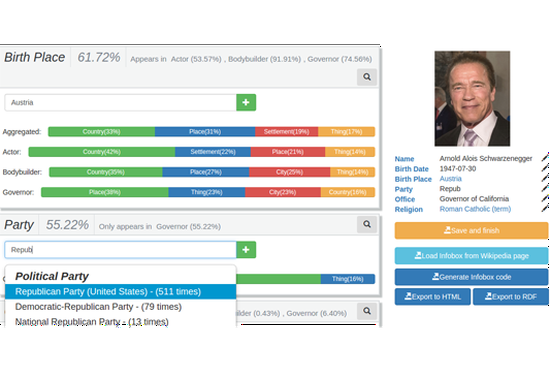 Birth Place 61.72% Appears in Actor (53.57%) , Bodybuilder (91.91%) , Governor (74.56%)
Austria
Aggregated: Country(33%) Place(31%) Settlement(19%) Thing(17%)
Actor: Country(42%) Settlement(22%) Place(21%) Thing(14%)
Bodybuilder: Country(35%) Place(27%) City(25%) Thing(14%)
Governor: Place(38%) Thing(23%) City(23%) Country(16%)
Party 55.22% Only appears in Governor (55.22%)
Repub
Thing(16%)
Political Party
Republican Party (United States) - (511 times)
Democratic-Republican Party - (79 times)
National Republican Party - (13 times)
(0.43%) , Governor (6.40%)
Name Arnold Alois Schwarzenegger
Birth Date 1947-07-30
Birth Place Austria
Party Repub
Office Governor of California
Religion Roman Catholic (term)
Save and finish
Load Infobox from Wikipedia page
Generate Infobox code
Export to HTML Export to RDF